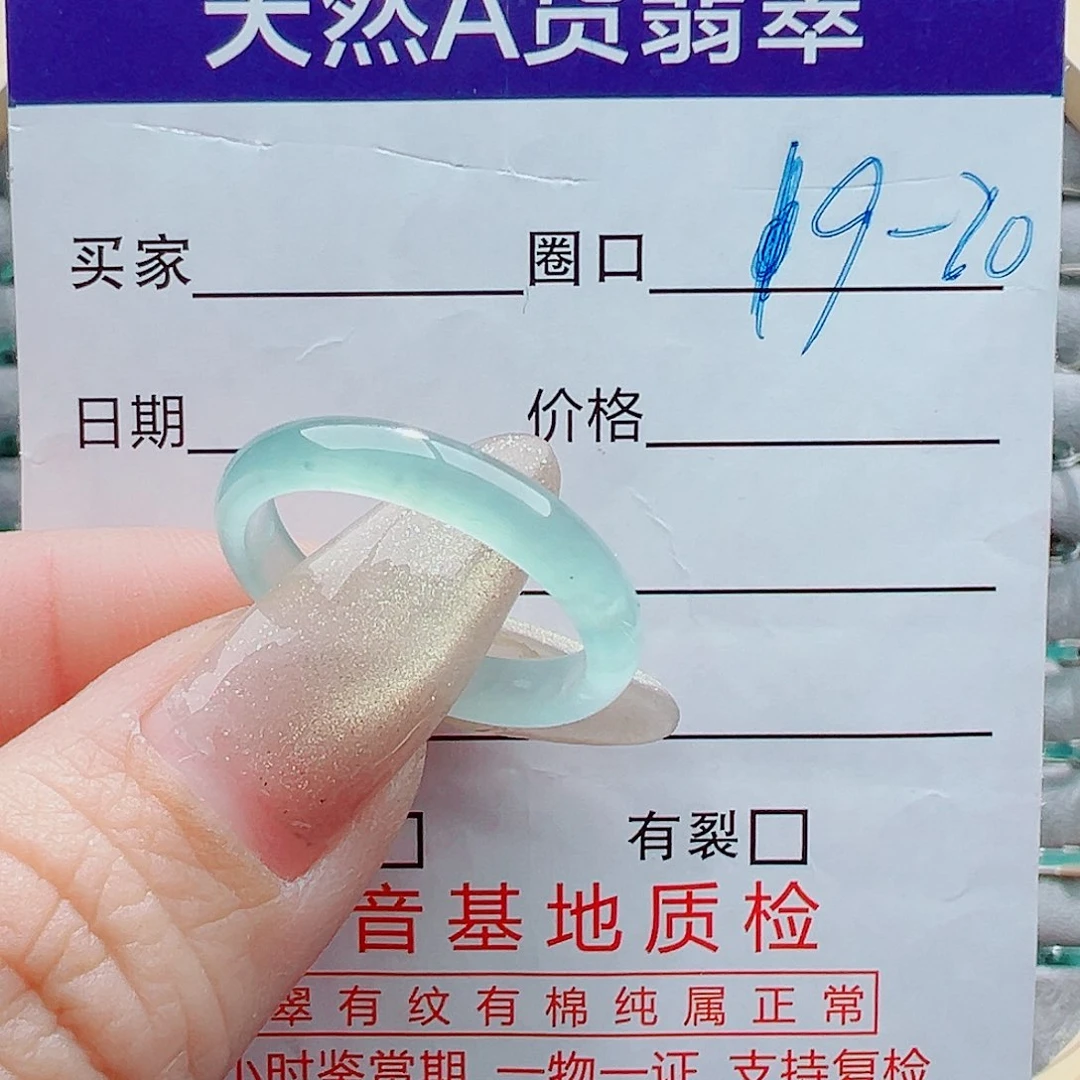 天然A货翡翠
买家 圈口 19-20
日期 价格
有裂
音基地质检
翠有纹有棉纯属正常
小时鉴赏期 一物一证 支持复检